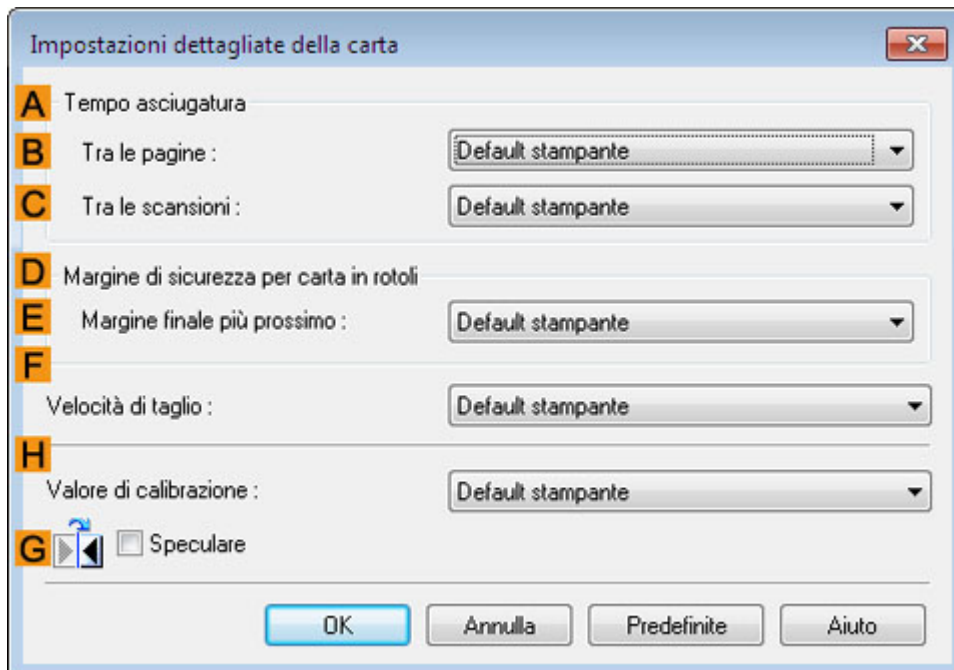 Impostazioni dettagliate della carta
A Tempo asciugatura
B Tra le pagine : Default stampante
C Tra le scansioni : Default stampante
D Margine di sicurezza per carta in rotoli
E Margine finale più prossimo : Default stampante
F
Velocità di taglio : Default stampante
H
Valore di calibrazione : Default stampante
G Speculare
OK Annulla Predefinite Aiuto